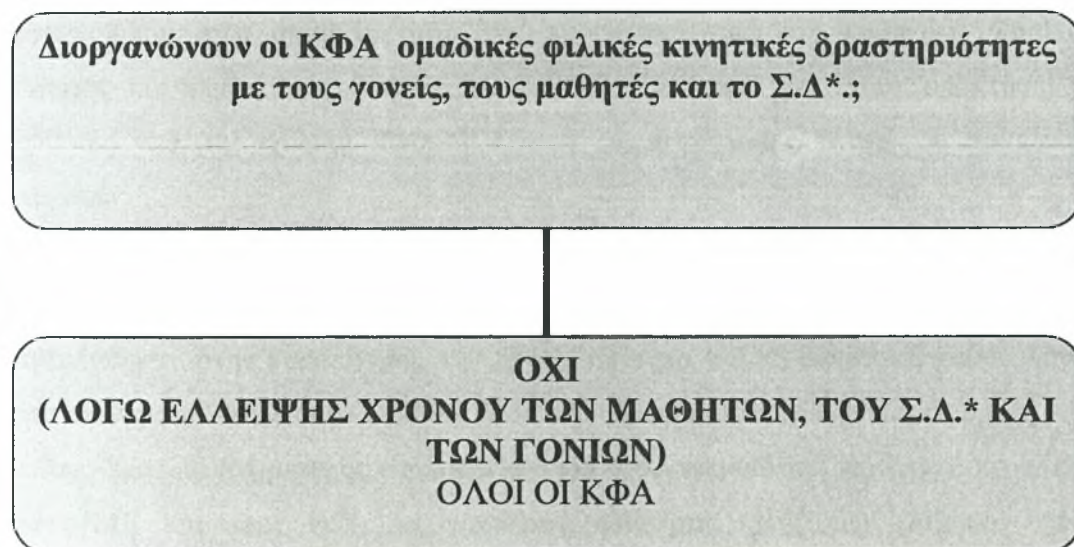 Διοργανώνουν οι ΚΦΑ ομαδικές φιλικές κινητικές δραστηριότητες
με τους γονείς, τους μαθητές και το Σ.Δ*.;
ΟΧΙ
(ΛΟΓΩ ΕΛΛΕΙΨΗΣ ΧΡΟΝΟΥ ΤΩΝ ΜΑΘΗΤΩΝ, ΤΟΥ Σ.Δ.* ΚΑΙ
ΤΩΝ ΓΟΝΙΩΝ)
ΟΛΟΙ ΟΙ ΚΦΑ